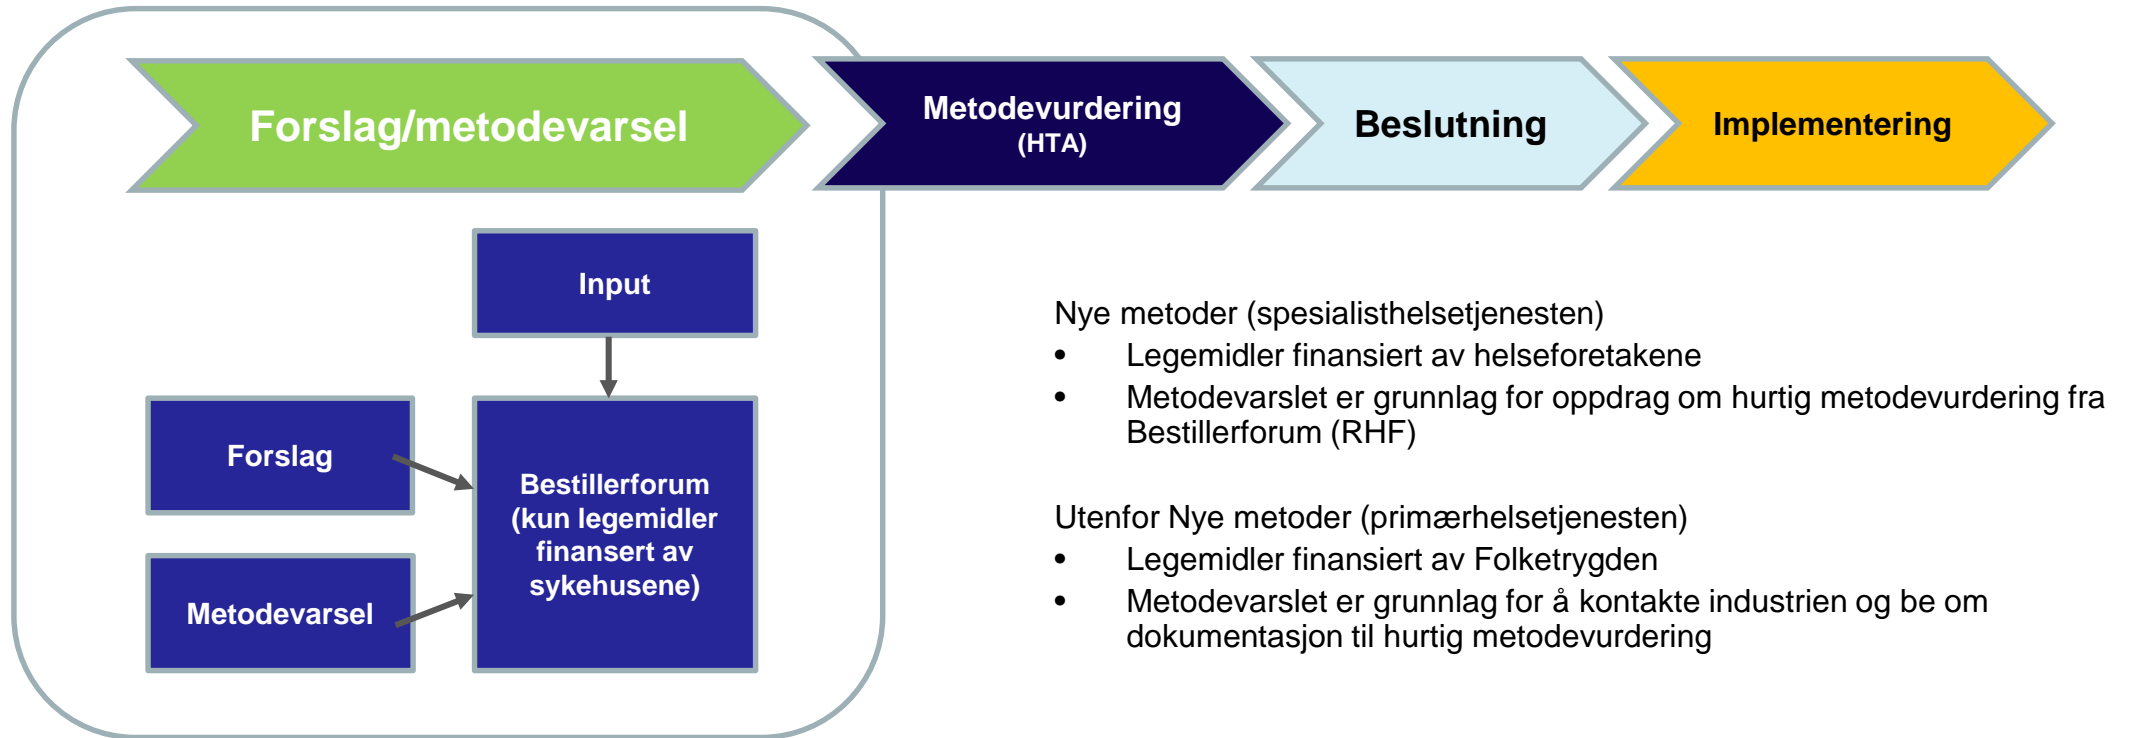 Forslag/metodevarsel
Metodevurdering
(HTA)
Beslutning
Implementering
Input
Forslag
Metodevarsel
Bestillerforum
(kun legemidler
finansert av
sykehusene)
Nye metoder (spesialisthelsetjenesten)
• Legemidler finansiert av helseforetakene
• Metodevarslet er grunnlag for oppdrag om hurtig metodevurdering fra
Bestillerforum (RHF)
Utenfor Nye metoder (primærhelsetjenesten)
• Legemidler finansiert av Folketrygden
• Metodevarslet er grunnlag for å kontakte industrien og be om
dokumentasjon til hurtig metodevurdering